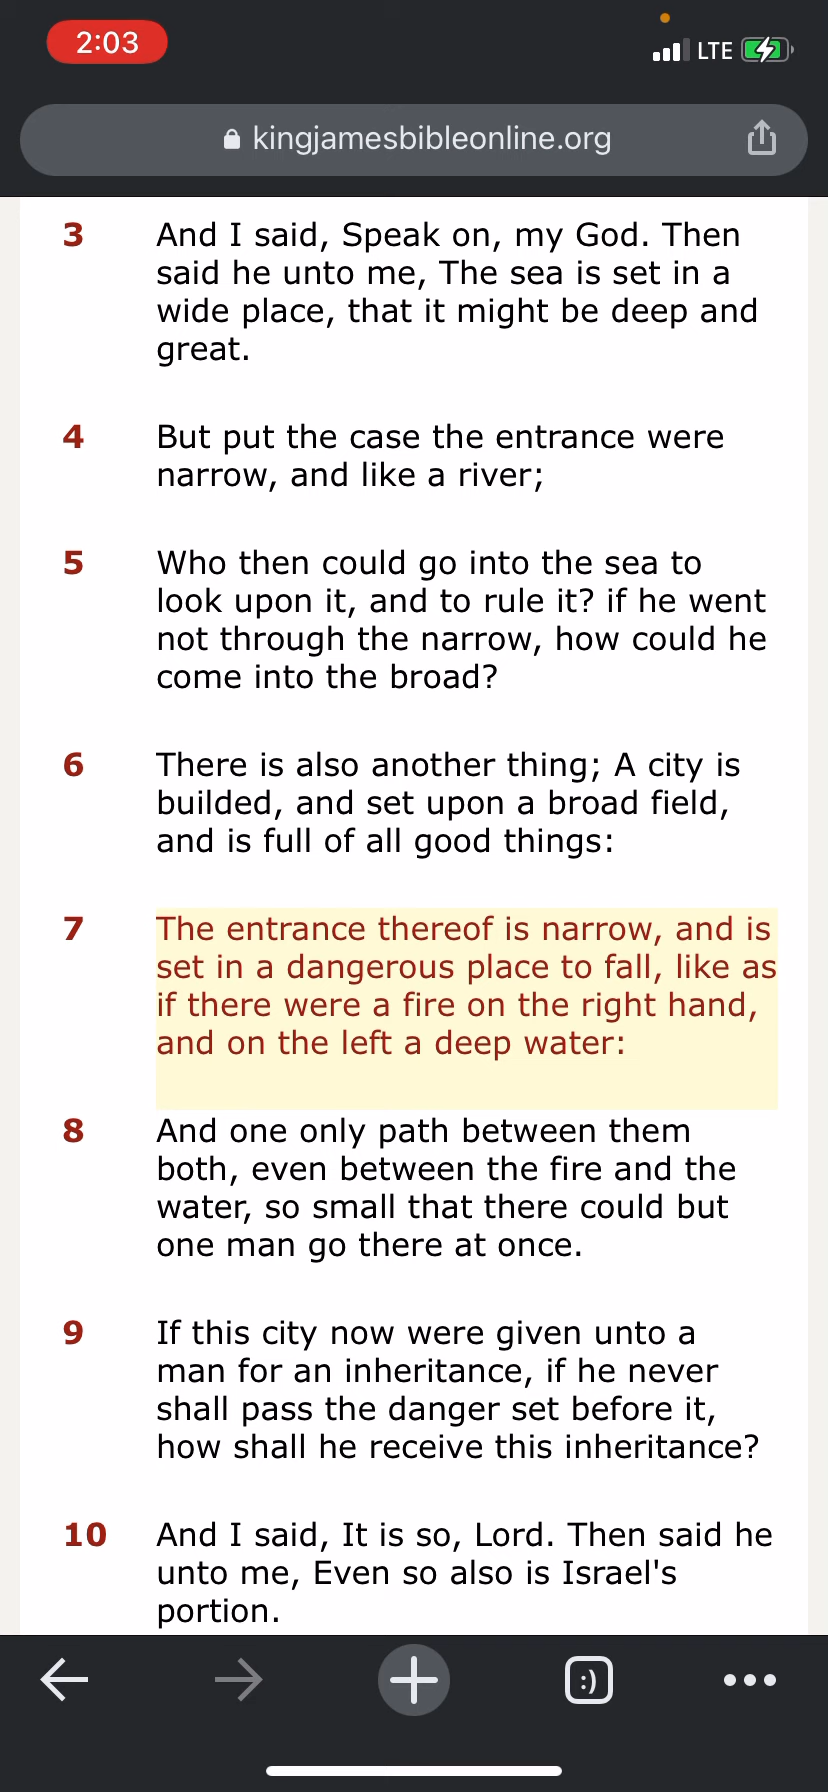 2:03
LTE
kingjamesbibleonline.org
3 And I said, Speak on, my God. Then
said he unto me, The sea is set in a
wide place, that it might be deep and
great.
4 But put the case the entrance were
narrow, and like a river;
5 Who then could go into the sea to
look upon it, and to rule it? if he went
not through the narrow, how could he
come into the broad?
6 There is also another thing; A city is
builded, and set upon a broad field,
and is full of all good things:
7 The entrance thereof is narrow, and is
set in a dangerous place to fall, like as
if there were a fire on the right hand,
and on the left a deep water:
8 And one only path between them
both, even between the fire and the
water, so small that there could but
one man go there at once.
9 If this city now were given unto a
man for an inheritance, if he never
shall pass the danger set before it,
how shall he receive this inheritance?
10 And I said, It is so, Lord. Then said he
unto me, Even so also is Israel's
portion.
:)